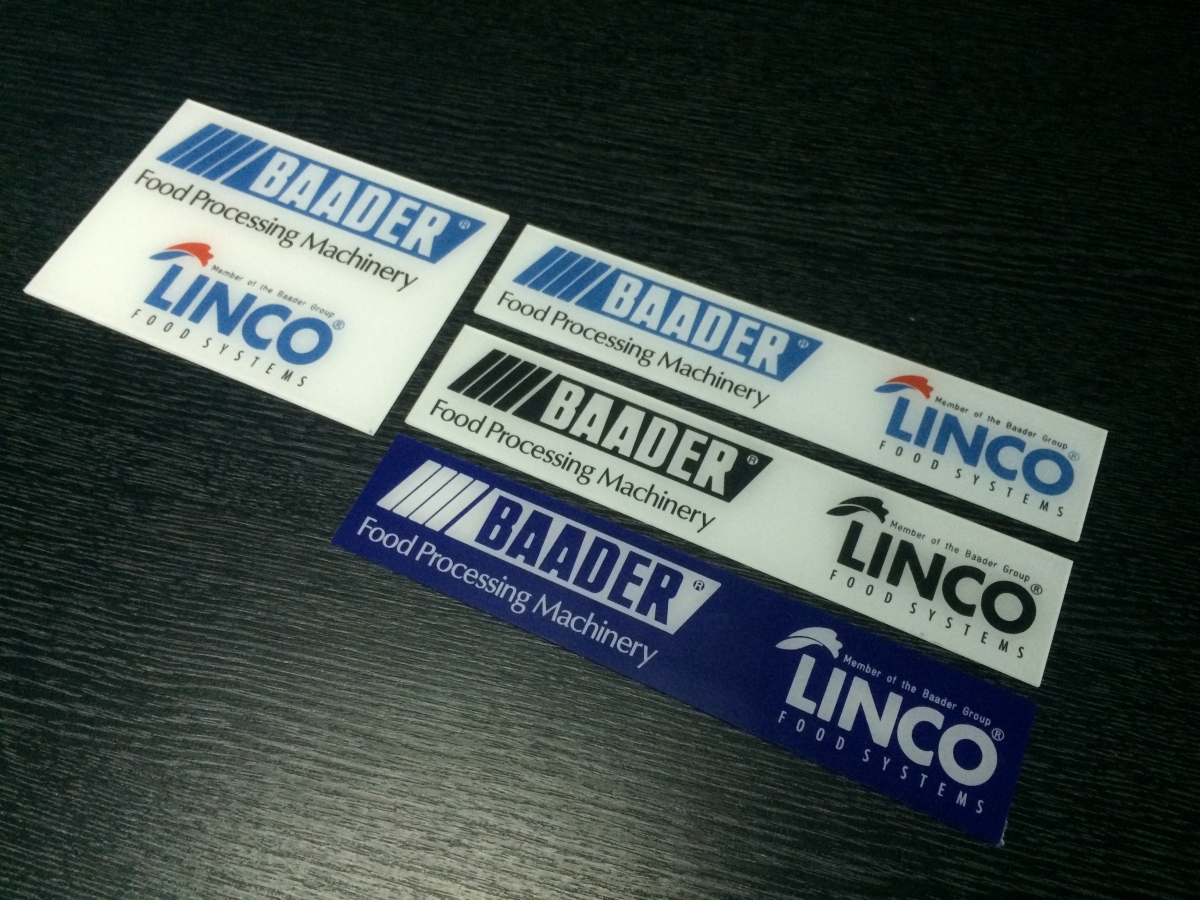 BAADER®
Food Processing Machinery
Member of the Baader Group
LINCO®
FOOD SYSTEMS
BAADER®
Food Processing Machinery
Member of the Baader Group
LINCO®
FOOD SYSTEMS
BAADER®
Food Processing Machinery
Member of the Baader Group
LINCO®
FOOD SYSTEMS
BAADER®
Food Processing Machinery
Member of the Baader Group
LINCO®
FOOD SYSTEMS